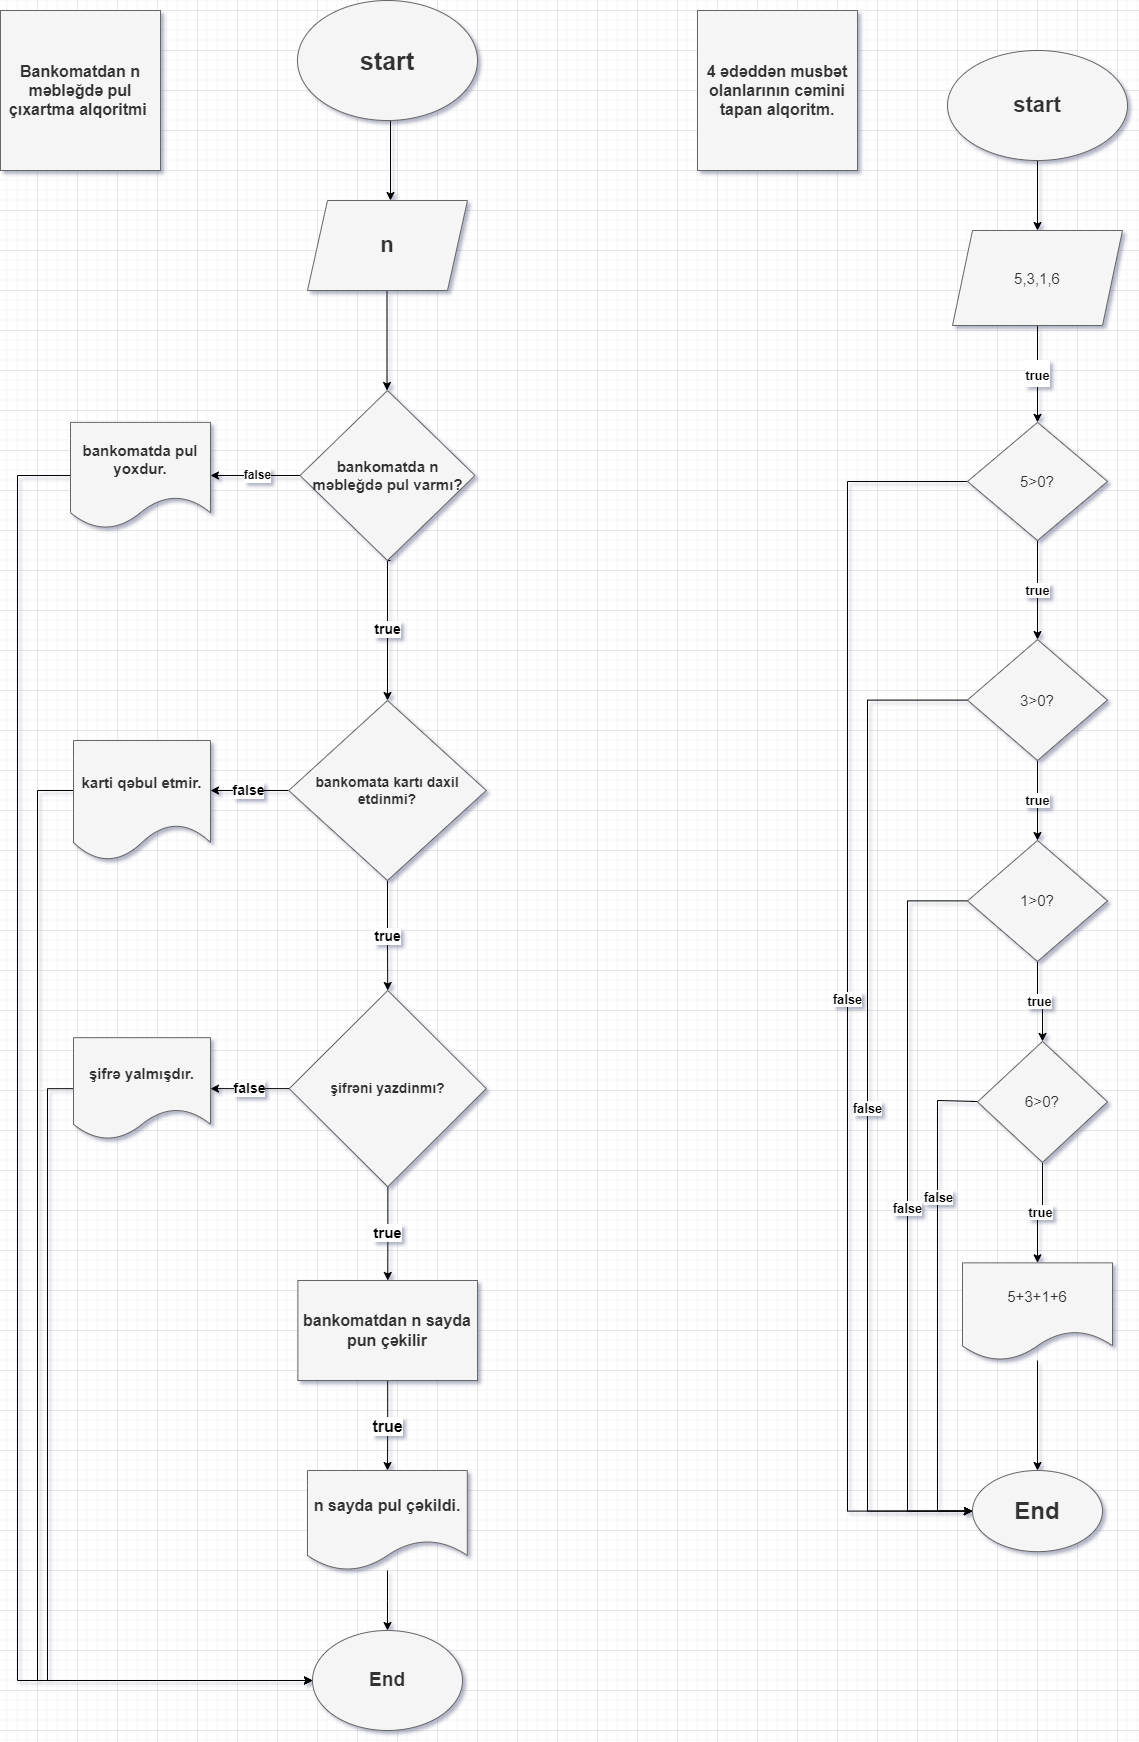 Bankomatdan n
məbləğdə pul
çıxartma alqoritmi
start
n
bankomatda n
məbleğdə pul varmı?
false
bankomatda pul
yoxdur.
true
bankomata kartı daxil
etdinmi?
false
karti qəbul etmir.
true
şifrəni yazdinmı?
false
şifrə yalmışdır.
true
bankomatdan n sayda
pun çəkilir
true
n sayda pul çəkildi.
End
4 ədəddən musbət
olanlarının cəmini
tapan alqoritm.
start
5,3,1,6
true
5>0?
true
3>0?
true
1>0?
false
true
6>0?
false
false
false
true
5+3+1+6
End